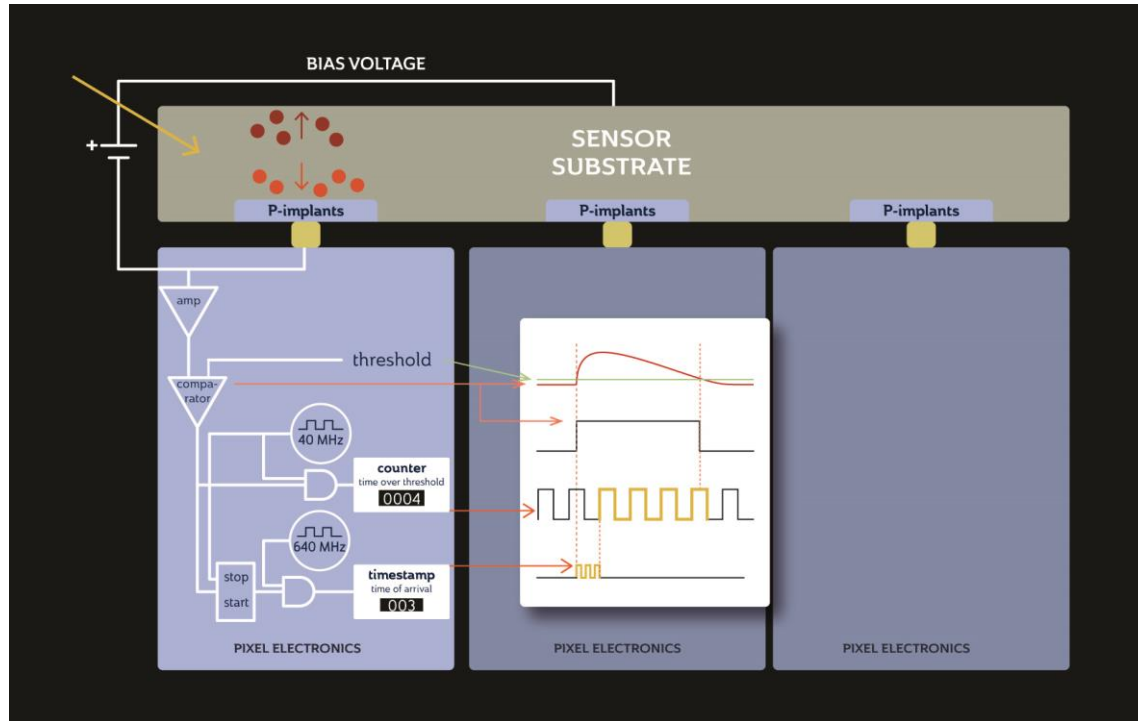 BIAS VOLTAGE
+
SENSOR
SUBSTRATE
P-implants
P-implants
P-implants
amp
threshold
compa-
rator
40 MHz
counter
time over threshold
0004
640 MHz
stop
start
timestamp
time of arrival
003
PIXEL ELECTRONICS
PIXEL ELECTRONICS
PIXEL ELECTRONICS